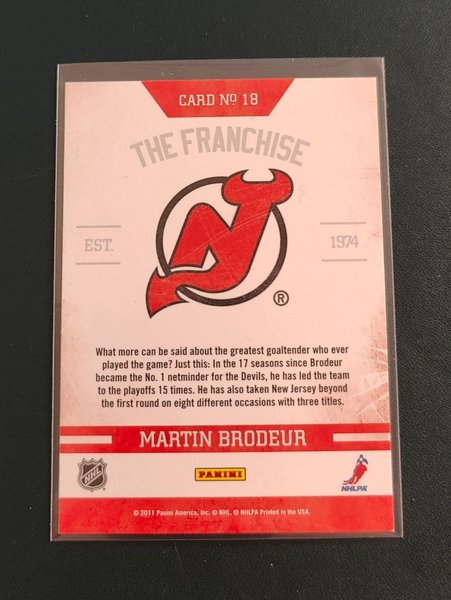 CARD Nº 18
THE FRANCHISE
EST. 1974
®
What more can be said about the greatest goaltender who ever
played the game? Just this: In the 17 seasons since Brodeur
became the No. 1 netminder for the Devils, he has led the team
to the playoffs 15 times. He has also taken New Jersey beyond
the first round on eight different occasions with three titles.
MARTIN BRODEUR
NHL
PANINI
NHLPA
© 2011 Panini America, Inc. © NHL. © NHLPA Printed in the USA.